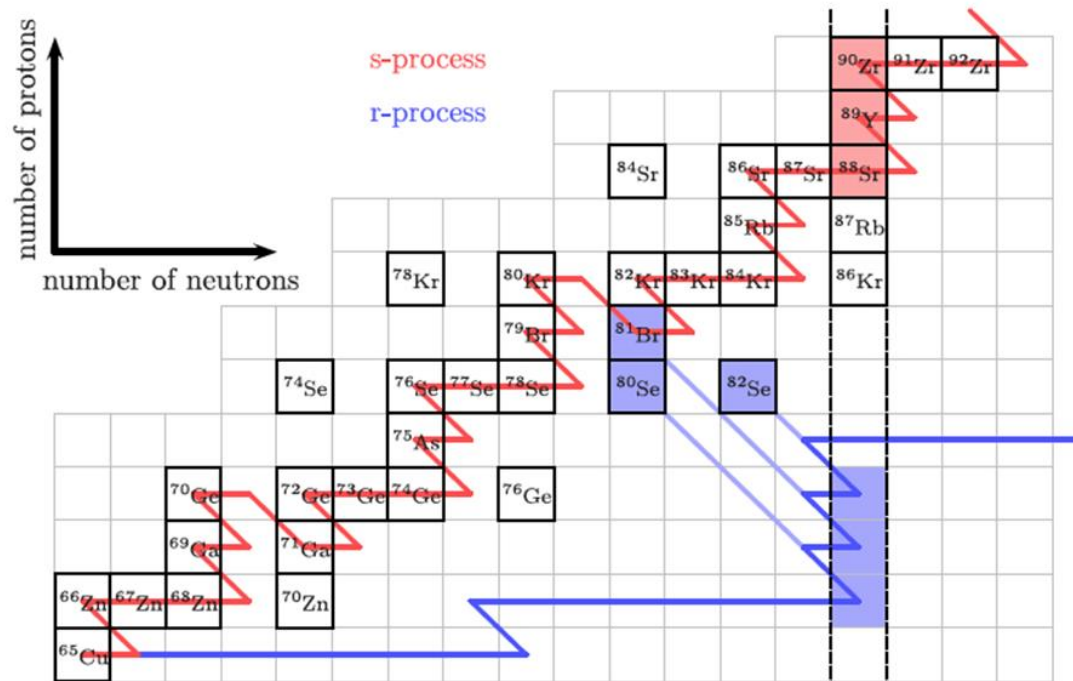 number of protons
number of neutrons
s-process
r-process
⁹⁰Zr ⁹¹Zr ⁹²Zr
⁸⁹Y
⁸⁴Sr ⁸⁶Sr ⁸⁷Sr ⁸⁸Sr
⁸⁵Rb ⁸⁷Rb
⁷⁸Kr ⁸⁰Kr ⁸²Kr ⁸³Kr ⁸⁴Kr ⁸⁶Kr
⁷⁹Br ⁸¹Br
⁷⁴Se ⁷⁶Se ⁷⁷Se ⁷⁸Se ⁸⁰Se ⁸²Se
⁷⁵As
⁷⁰Ge ⁷²Ge ⁷³Ge ⁷⁴Ge ⁷⁶Ge
⁶⁹Ga ⁷¹Ga
⁶⁶Zn ⁶⁷Zn ⁶⁸Zn ⁷⁰Zn
⁶⁵Cu